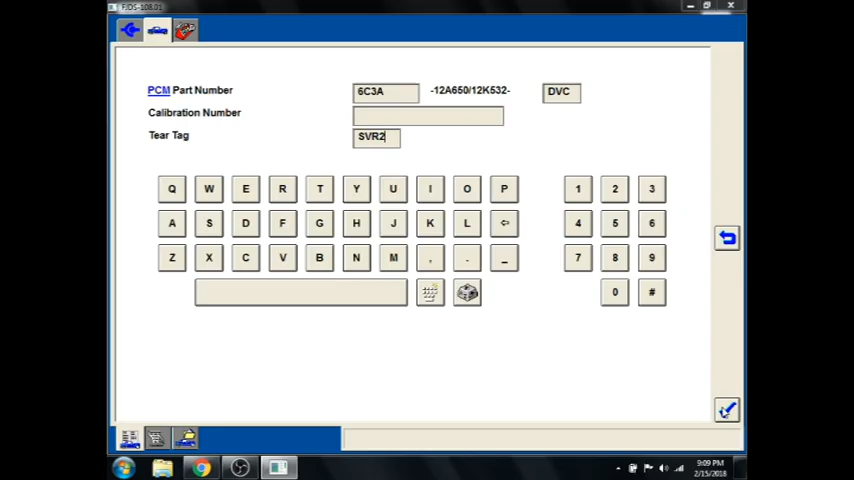 FJDS-108.01
PCM Part Number 6C3A -12A650/12K532- DVC
Calibration Number
Tear Tag SVR2
Q W E R T Y U I O P 1 2 3
A S D F G H J K L ⇦ 4 5 6
Z X C V B N M , . _ 7 8 9
0 #
9:09 PM
2/15/2018